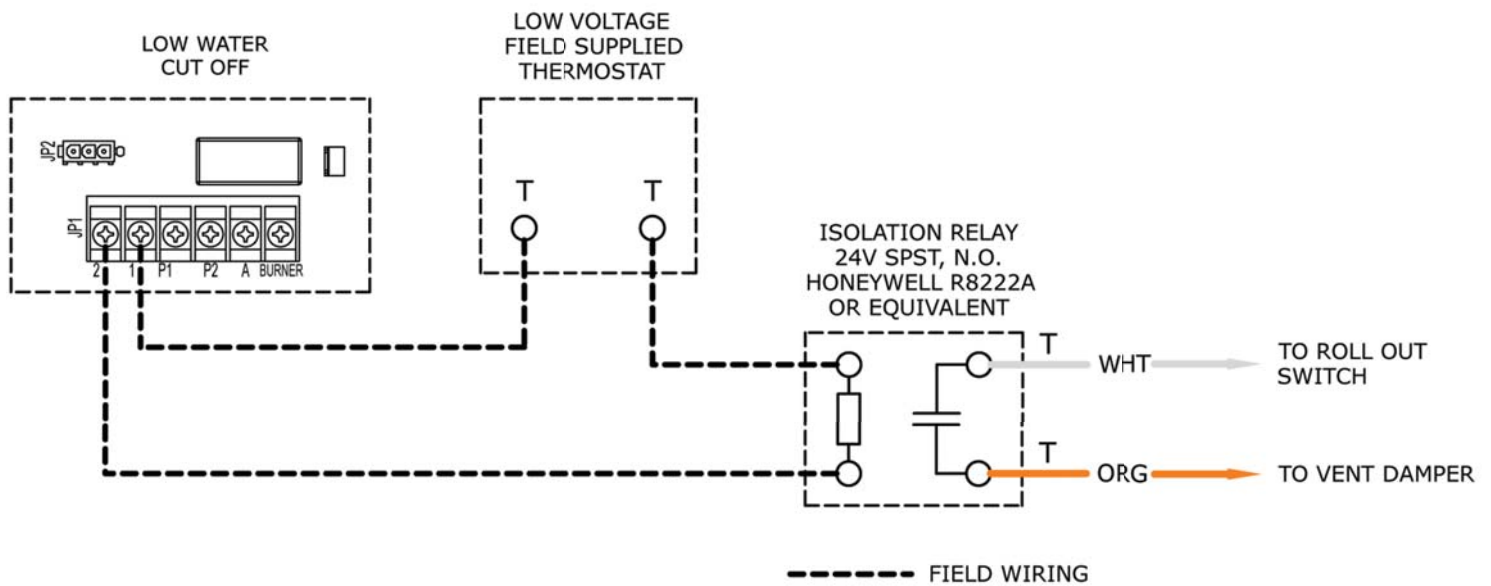 LOW WATER
CUT OFF
LOW VOLTAGE
FIELD SUPPLIED
THERMOSTAT
JP2
JP1
2 1 P1 P2 A BURNER
T T
ISOLATION RELAY
24V SPST, N.O.
HONEYWELL R8222A
OR EQUIVALENT
T
WHT
TO ROLL OUT
SWITCH
T
ORG
TO VENT DAMPER
FIELD WIRING